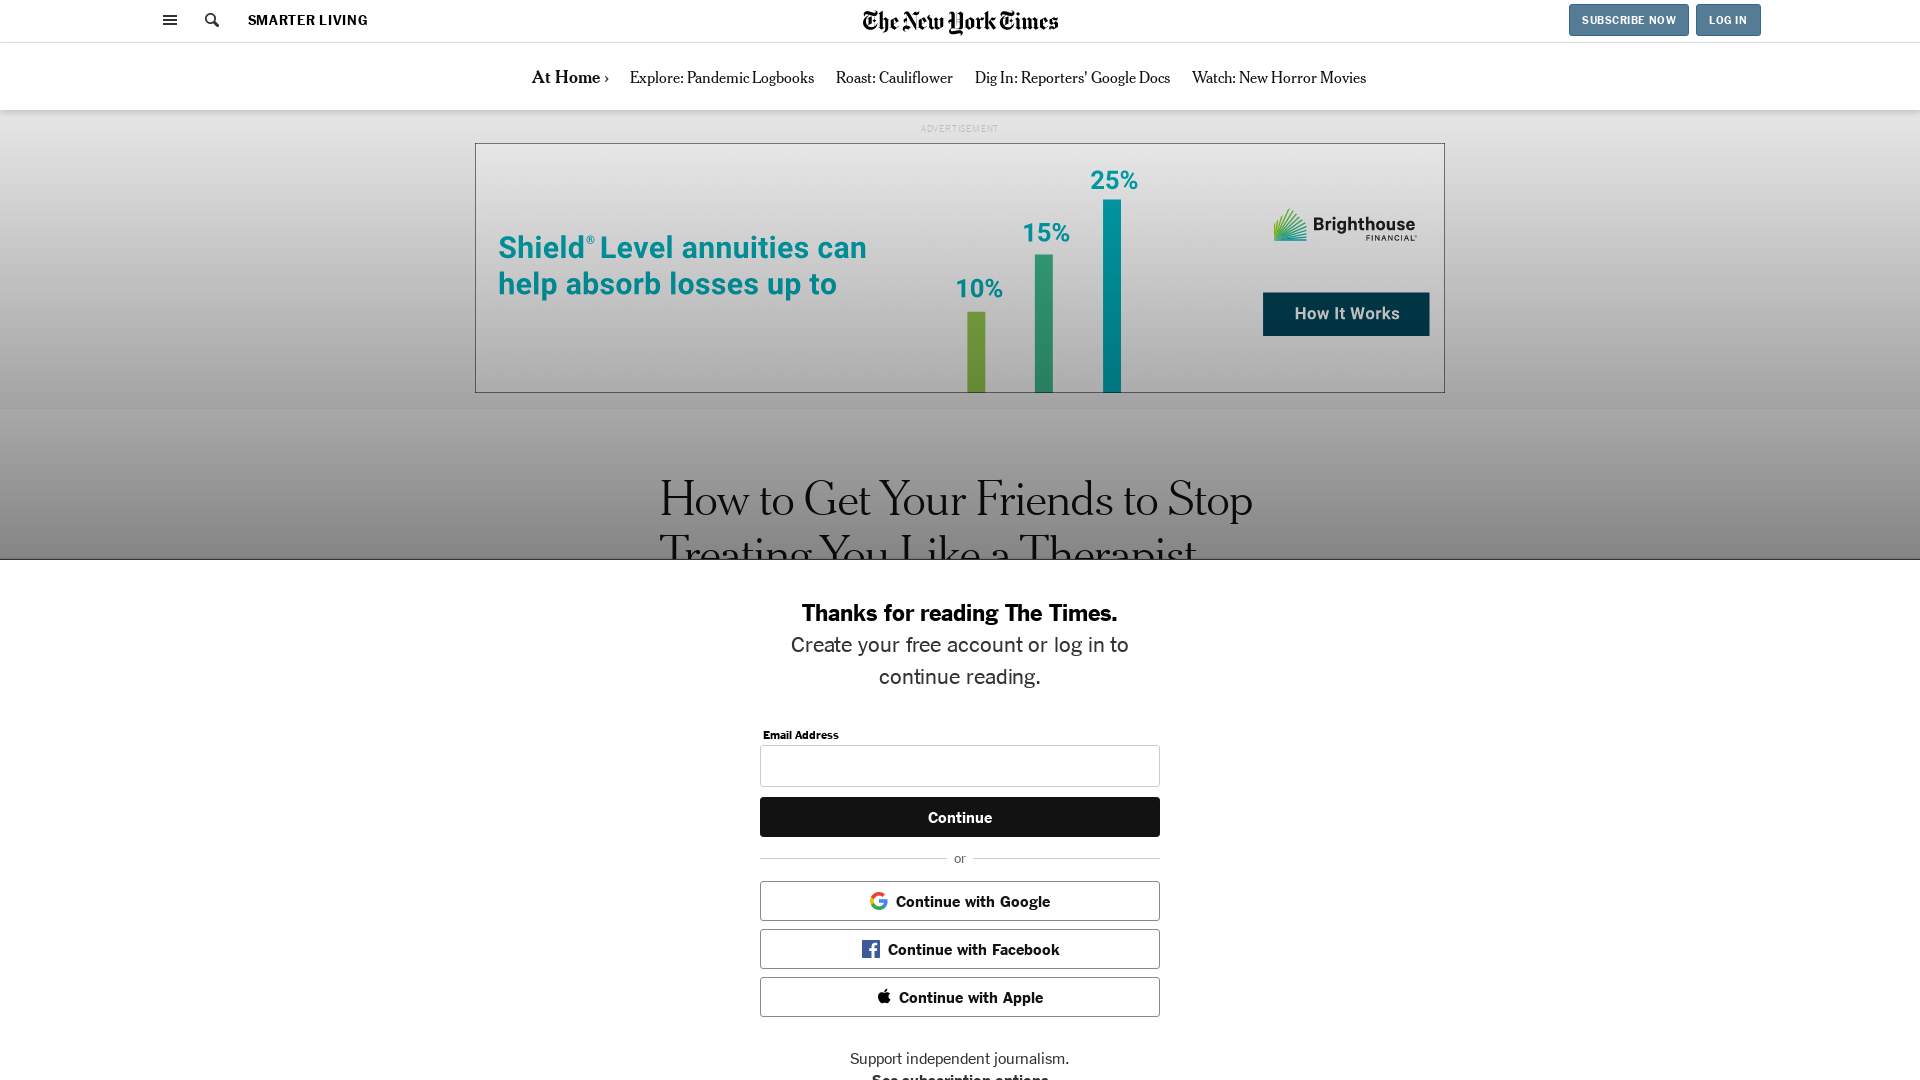 SMARTER LIVING
The New York Times
SUBSCRIBE NOW
LOG IN
At Home ›
Explore: Pandemic Logbooks
Roast: Cauliflower
Dig In: Reporters' Google Docs
Watch: New Horror Movies
ADVERTISEMENT
Shield® Level annuities can
help absorb losses up to
10%
15%
25%
Brighthouse
FINANCIAL®
How It Works
How to Get Your Friends to Stop
Treating You Like a Therapist
Thanks for reading The Times.
Create your free account or log in to
continue reading.
Email Address
Continue
or
Continue with Google
Continue with Facebook
Continue with Apple
Support independent journalism.
See subscription options.